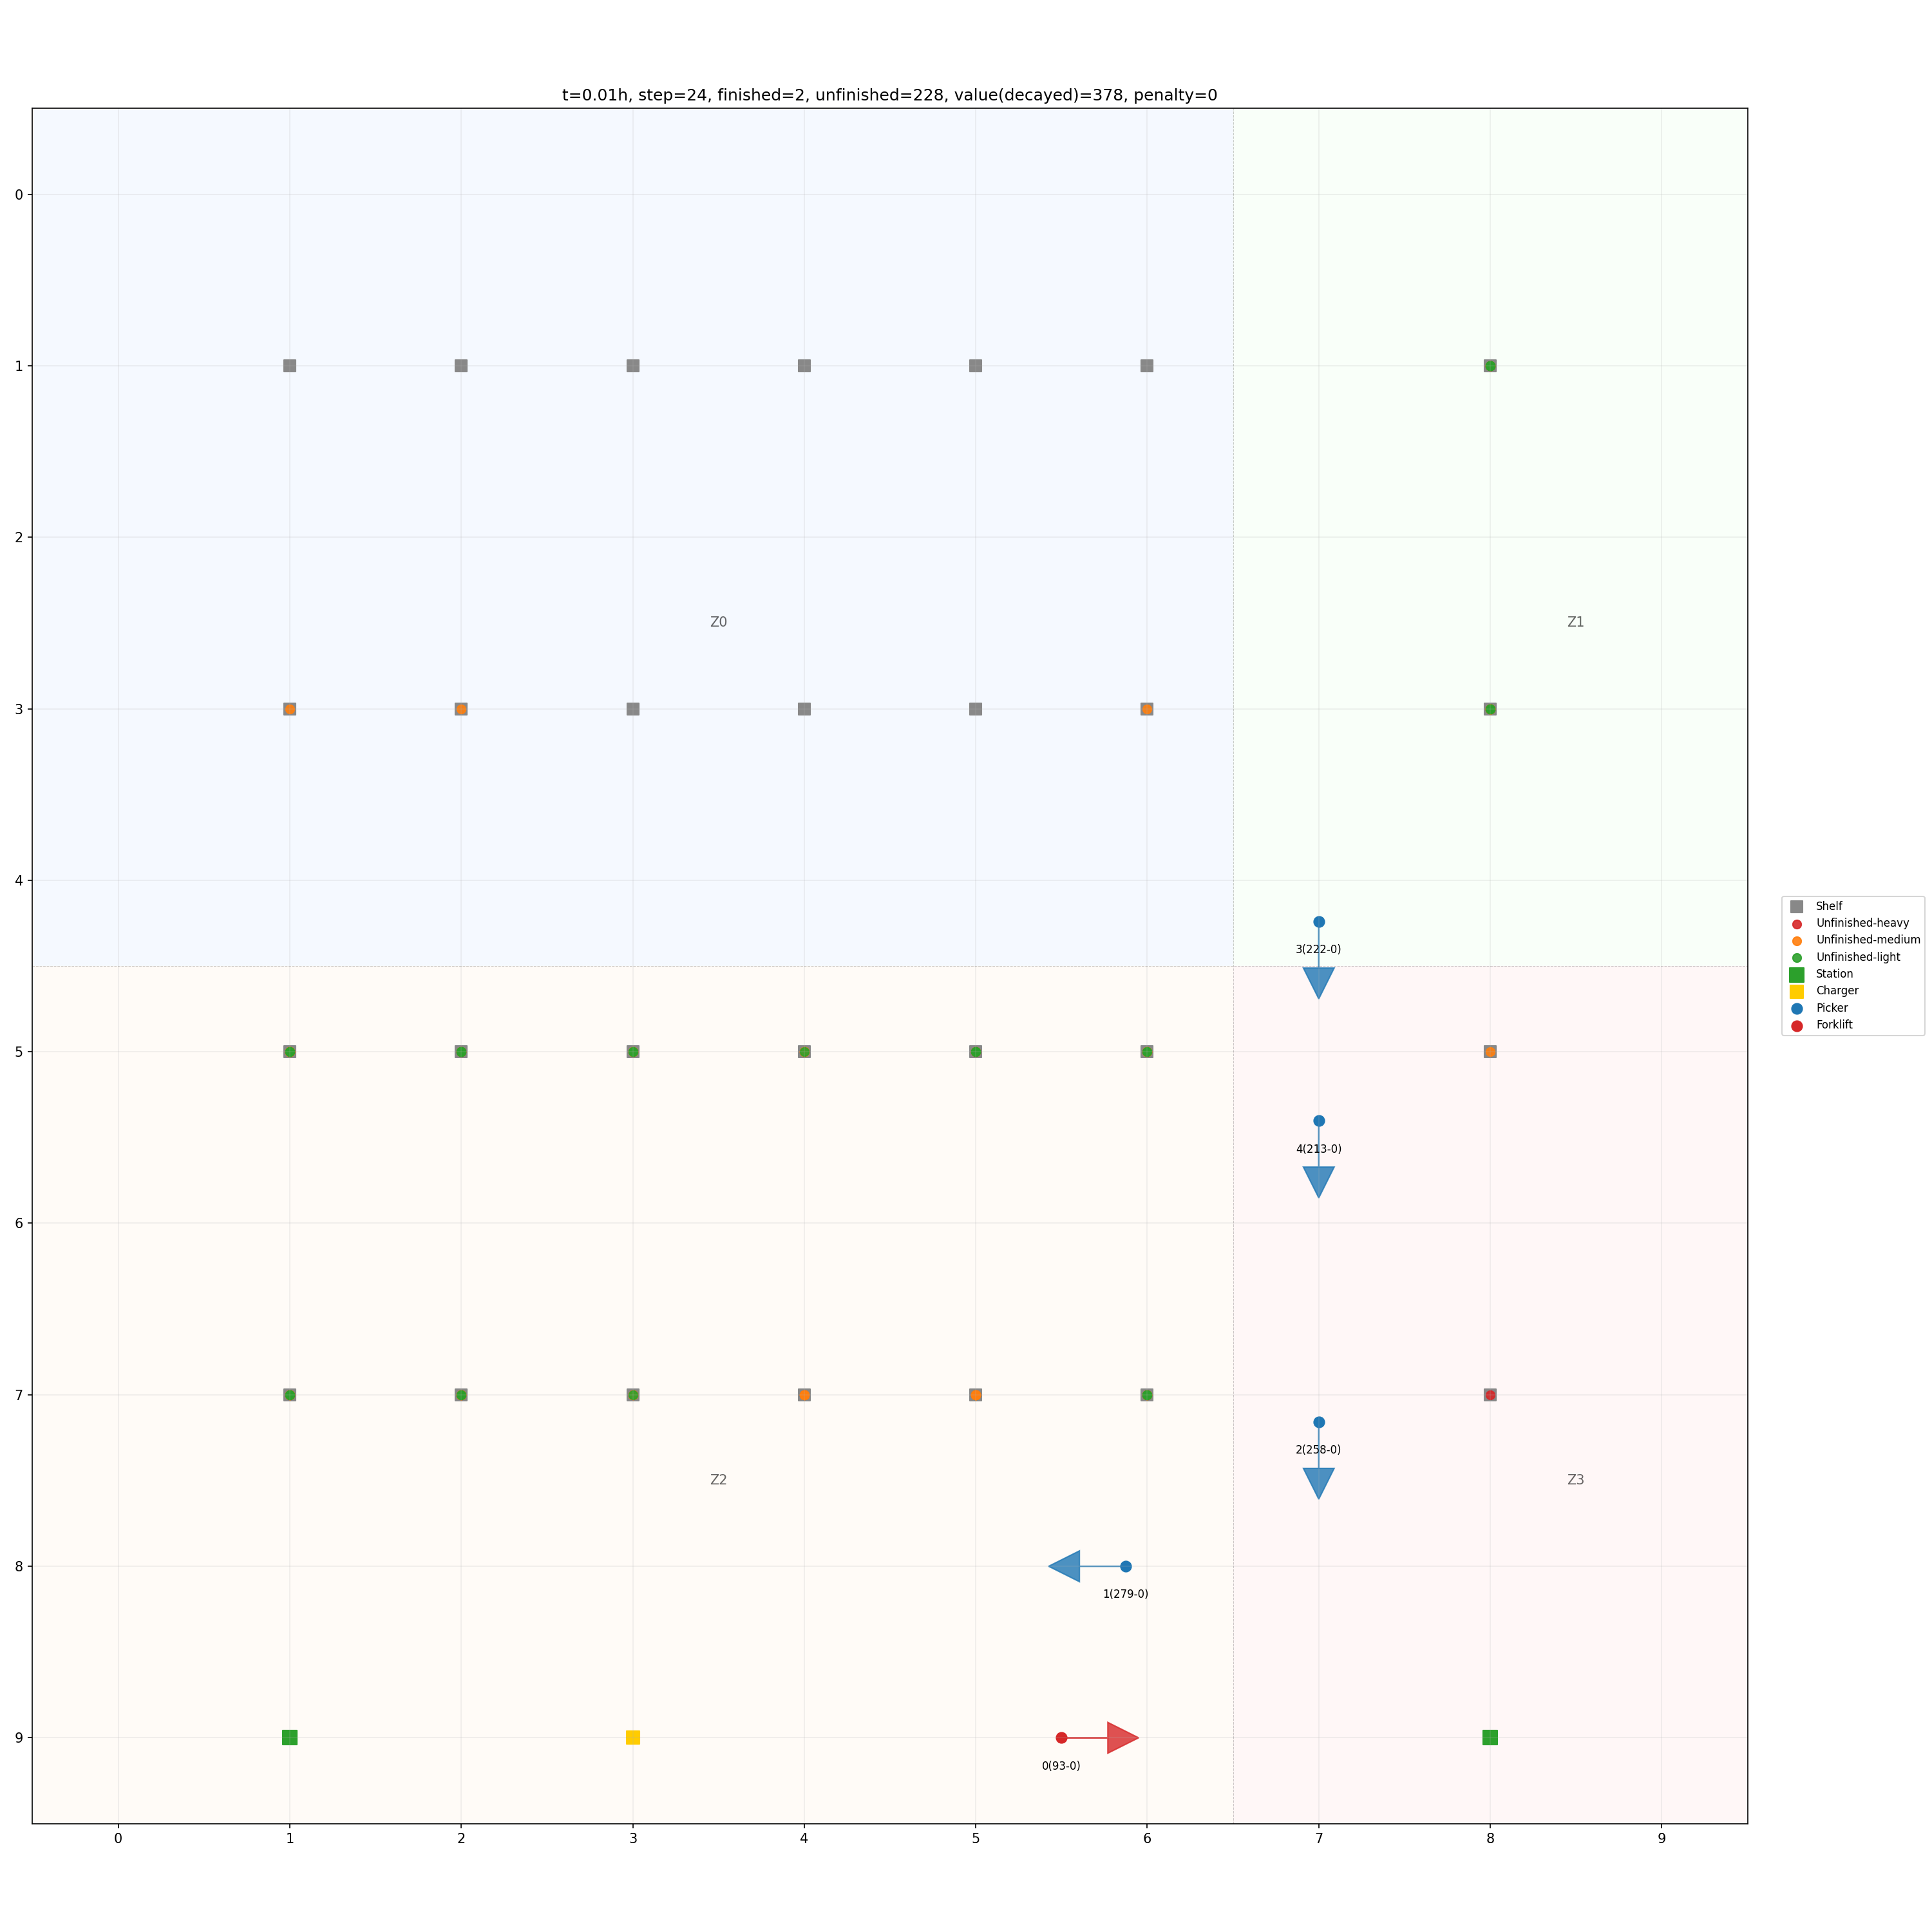 t=0.01h, step=24, finished=2, unfinished=228, value(decayed)=378, penalty=0
0
1
2
Z0
Z1
3
4
3(222-0)
Shelf
Unfinished-heavy
Unfinished-medium
Unfinished-light
Station
Charger
Picker
Forklift
5
4(213-0)
6
7
2(258-0)
Z2
Z3
8
1(279-0)
9
0(93-0)
0 1 2 3 4 5 6 7 8 9